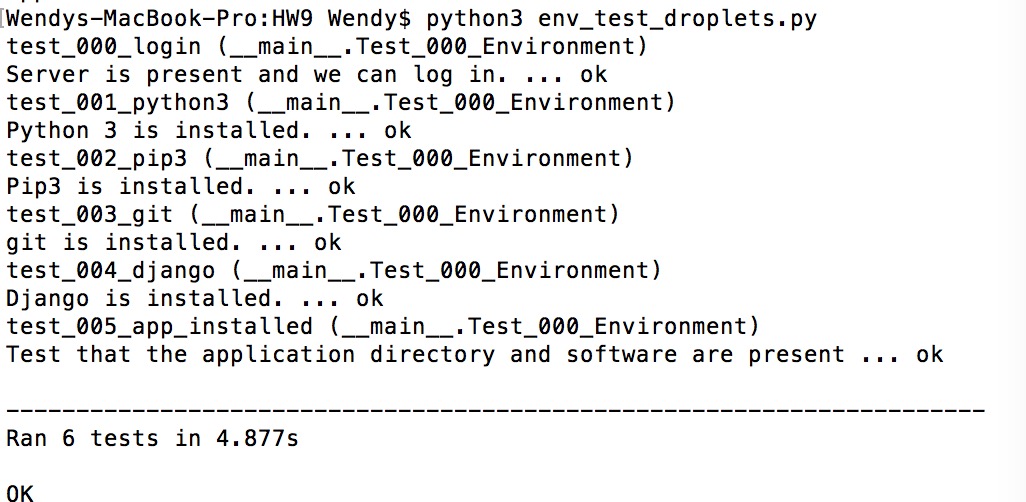 [Wendys-MacBook-Pro:HW9 Wendy$ python3 env_test_droplets.py
test_000_login (__main__.Test_000_Environment)
Server is present and we can log in. ... ok
test_001_python3 (__main__.Test_000_Environment)
Python 3 is installed. ... ok
test_002_pip3 (__main__.Test_000_Environment)
Pip3 is installed. ... ok
test_003_git (__main__.Test_000_Environment)
git is installed. ... ok
test_004_django (__main__.Test_000_Environment)
Django is installed. ... ok
test_005_app_installed (__main__.Test_000_Environment)
Test that the application directory and software are present ... ok
----------------------------------------------------------------------
Ran 6 tests in 4.877s
OK